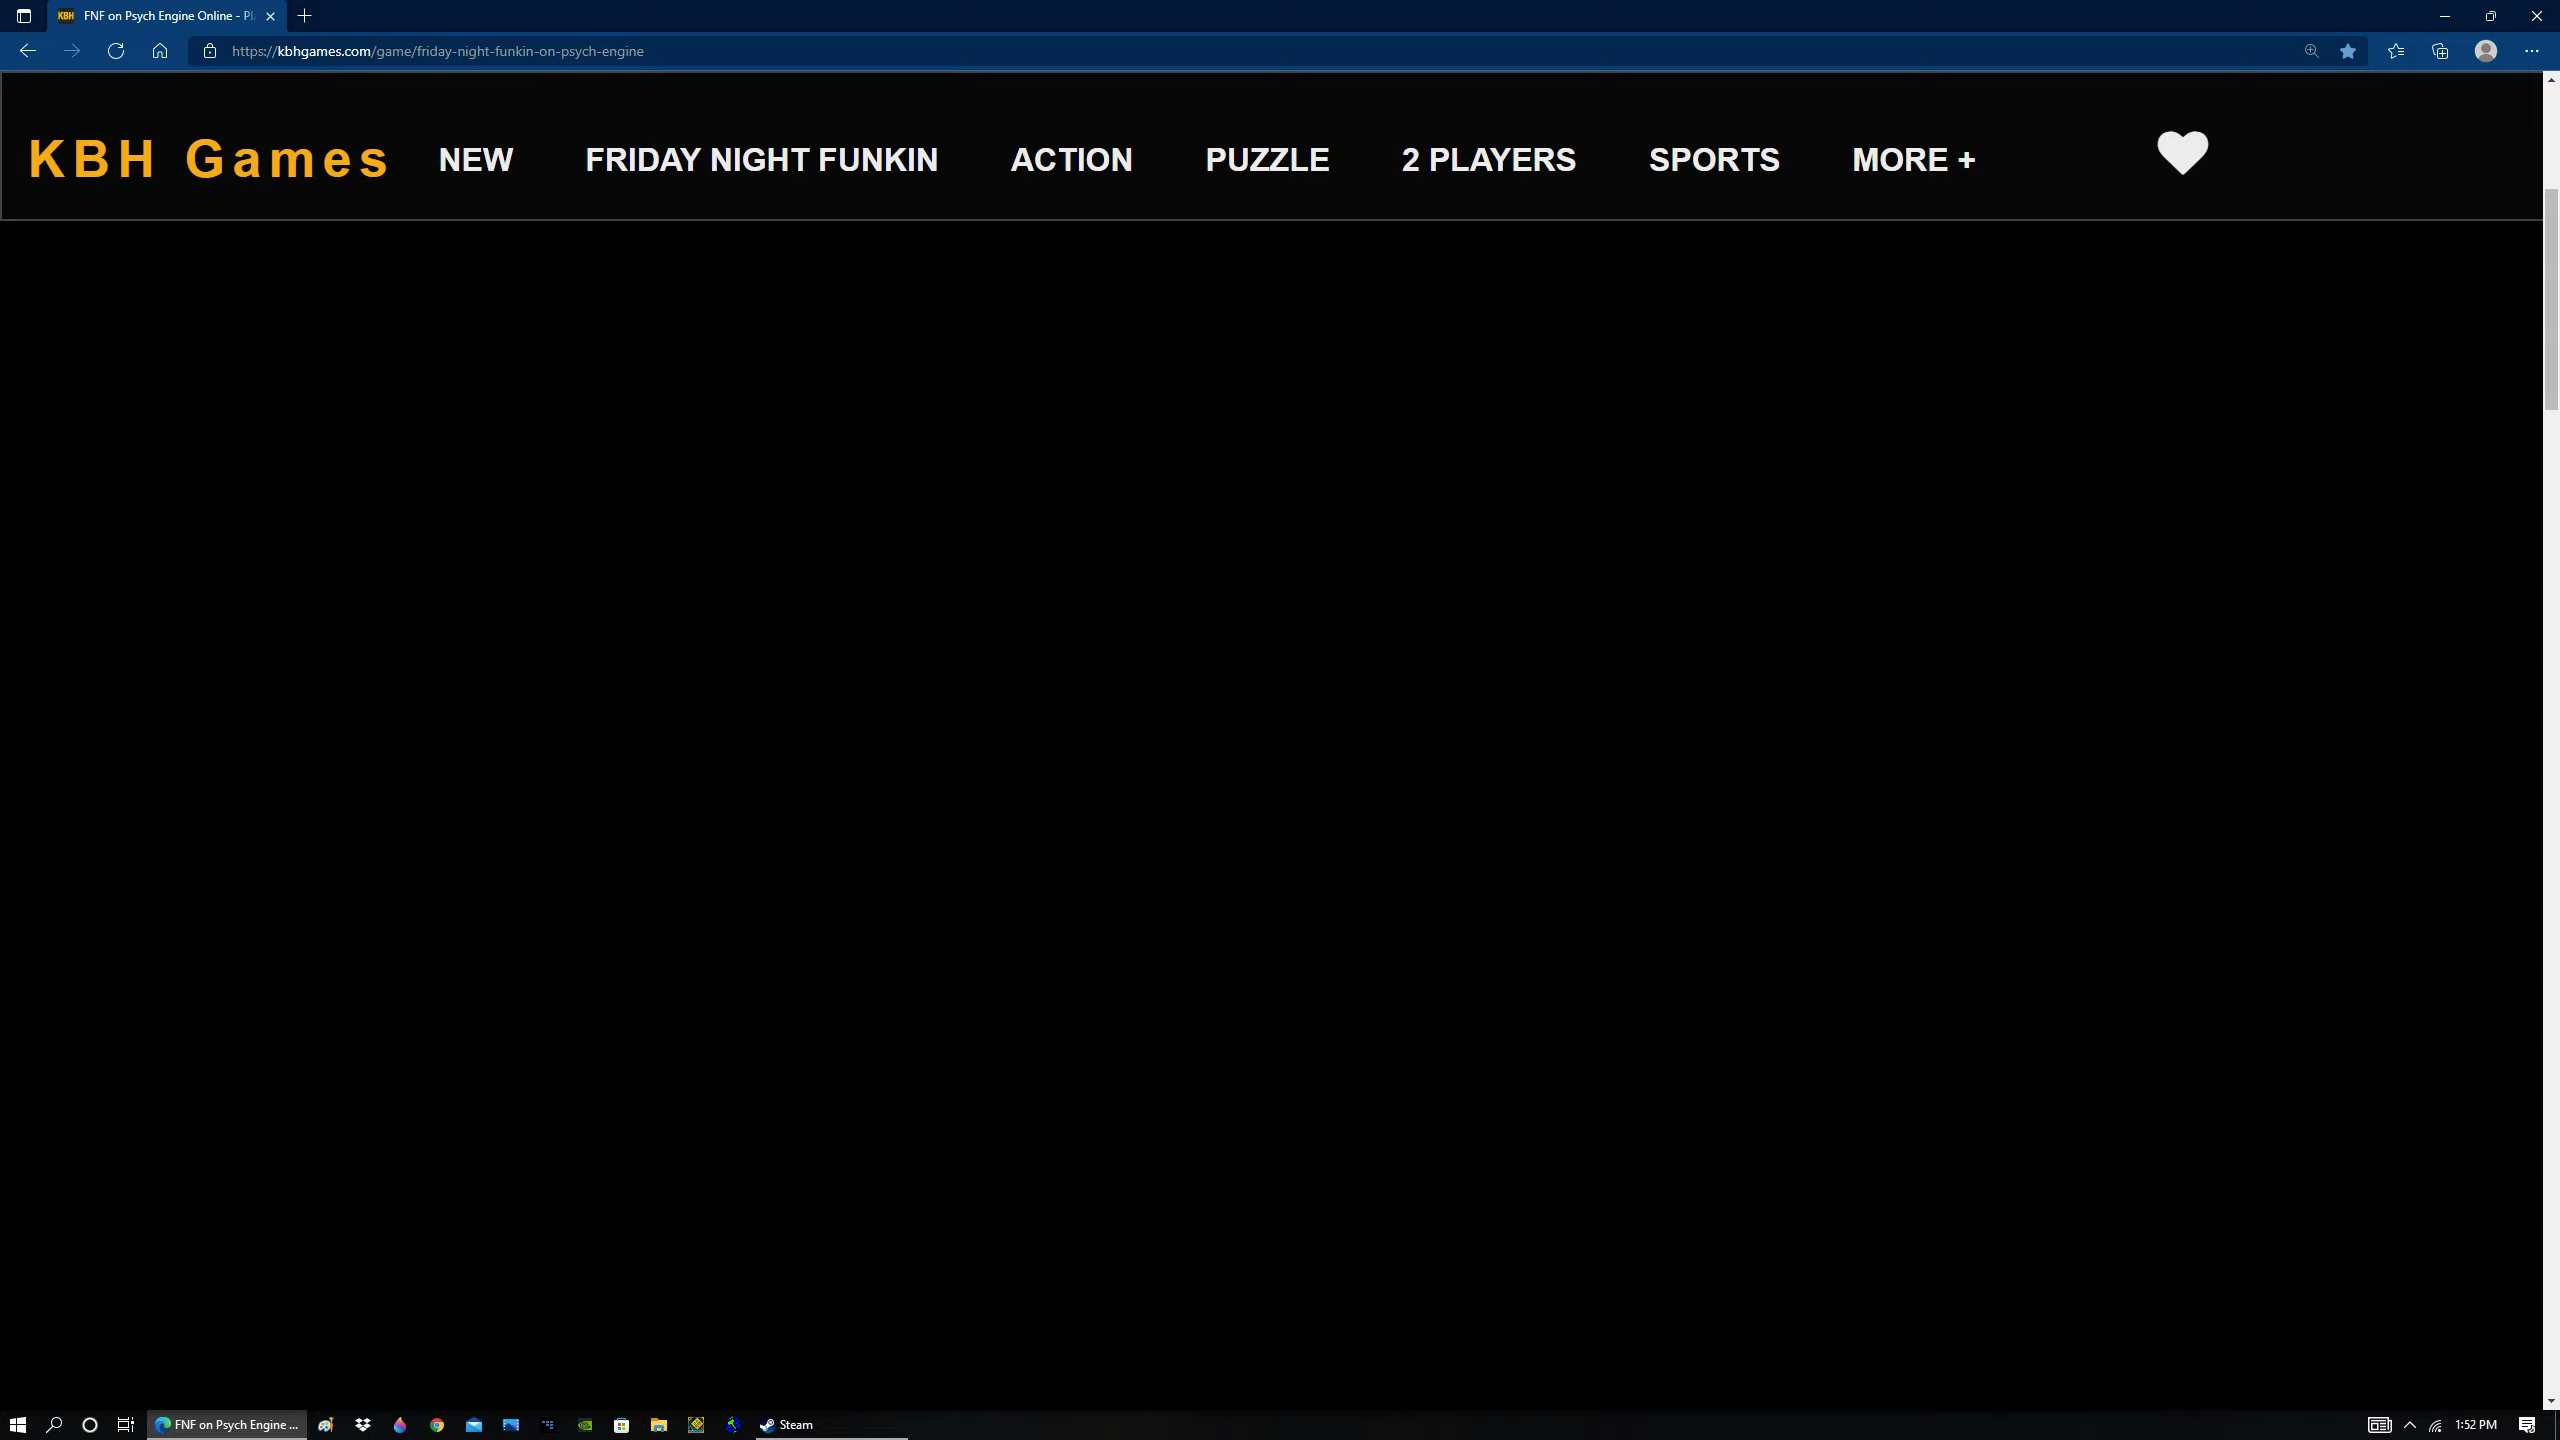 KBH FNF on Psych Engine Online - Pl
https://kbhgames.com/game/friday-night-funkin-on-psych-engine
KBH Games NEW FRIDAY NIGHT FUNKIN ACTION PUZZLE 2 PLAYERS SPORTS MORE +
FNF on Psych Engine ... Steam 1:52 PM